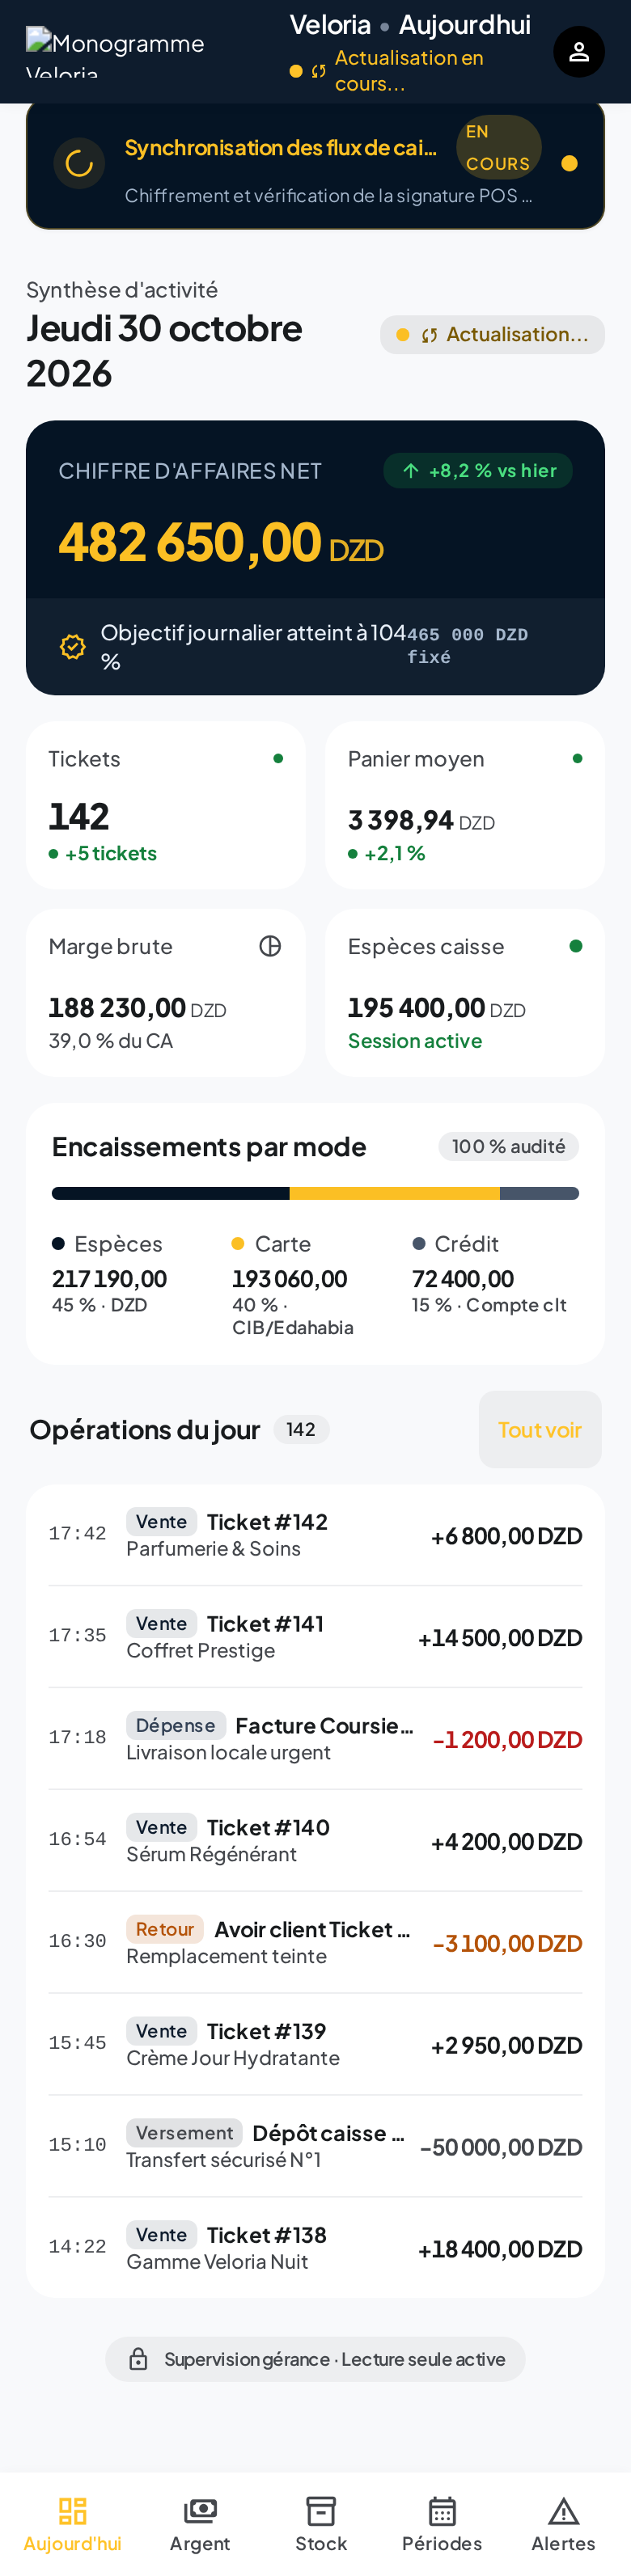 Monogramme
Veloria
Veloria • Aujourdhui
Actualisation en
cours...
Synthèse d'activité
Synchronisation des flux de cai...
EN
COURS
Chiffrement et vérification de la signature POS ...
Jeudi 30 octobre
2026
Actualisation...
CHIFFRE D'AFFAIRES NET
+8,2 % vs hier
482 650,00 DZD
Objectif journalier atteint à 104
%
465 000 DZD
fixé
Tickets
142
+5 tickets
Panier moyen
3 398,94 DZD
+2,1 %
Marge brute
188 230,00 DZD
39,0 % du CA
Espèces caisse
195 400,00 DZD
Session active
Encaissements par mode
100 % audité
Espèces
217 190,00
45 % · DZD
Carte
193 060,00
40 % ·
CIB/Edahabia
Crédit
72 400,00
15 % · Compte clt
Opérations du jour 142
Tout voir
17:42 Vente Ticket #142 +6 800,00 DZD
Parfumerie & Soins
17:35 Vente Ticket #141 +14 500,00 DZD
Coffret Prestige
17:18 Dépense Facture Coursie... -1 200,00 DZD
Livraison locale urgent
16:54 Vente Ticket #140 +4 200,00 DZD
Sérum Régénérant
16:30 Retour Avoir client Ticket ... -3 100,00 DZD
Remplacement teinte
15:45 Vente Ticket #139 +2 950,00 DZD
Crème Jour Hydratante
15:10 Versement Dépôt caisse ... -50 000,00 DZD
Transfert sécurisé N°1
14:22 Vente Ticket #138 +18 400,00 DZD
Gamme Veloria Nuit
Supervision gérance · Lecture seule active
Aujourd'hui
Argent
Stock
Périodes
Alertes